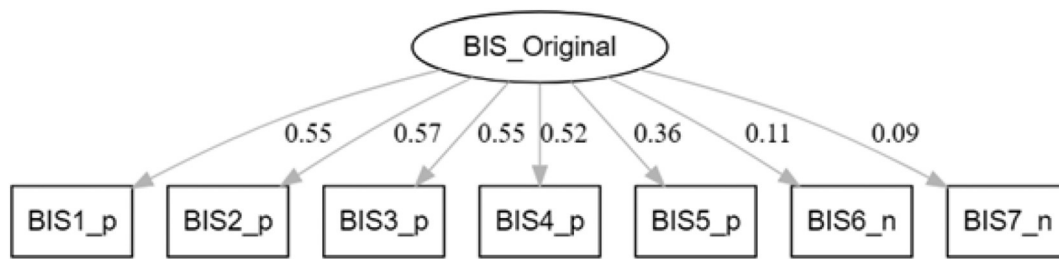 BIS_Original
0.55 0.57 0.55 0.52 0.36 0.11 0.09
BIS1_p BIS2_p BIS3_p BIS4_p BIS5_p BIS6_n BIS7_n